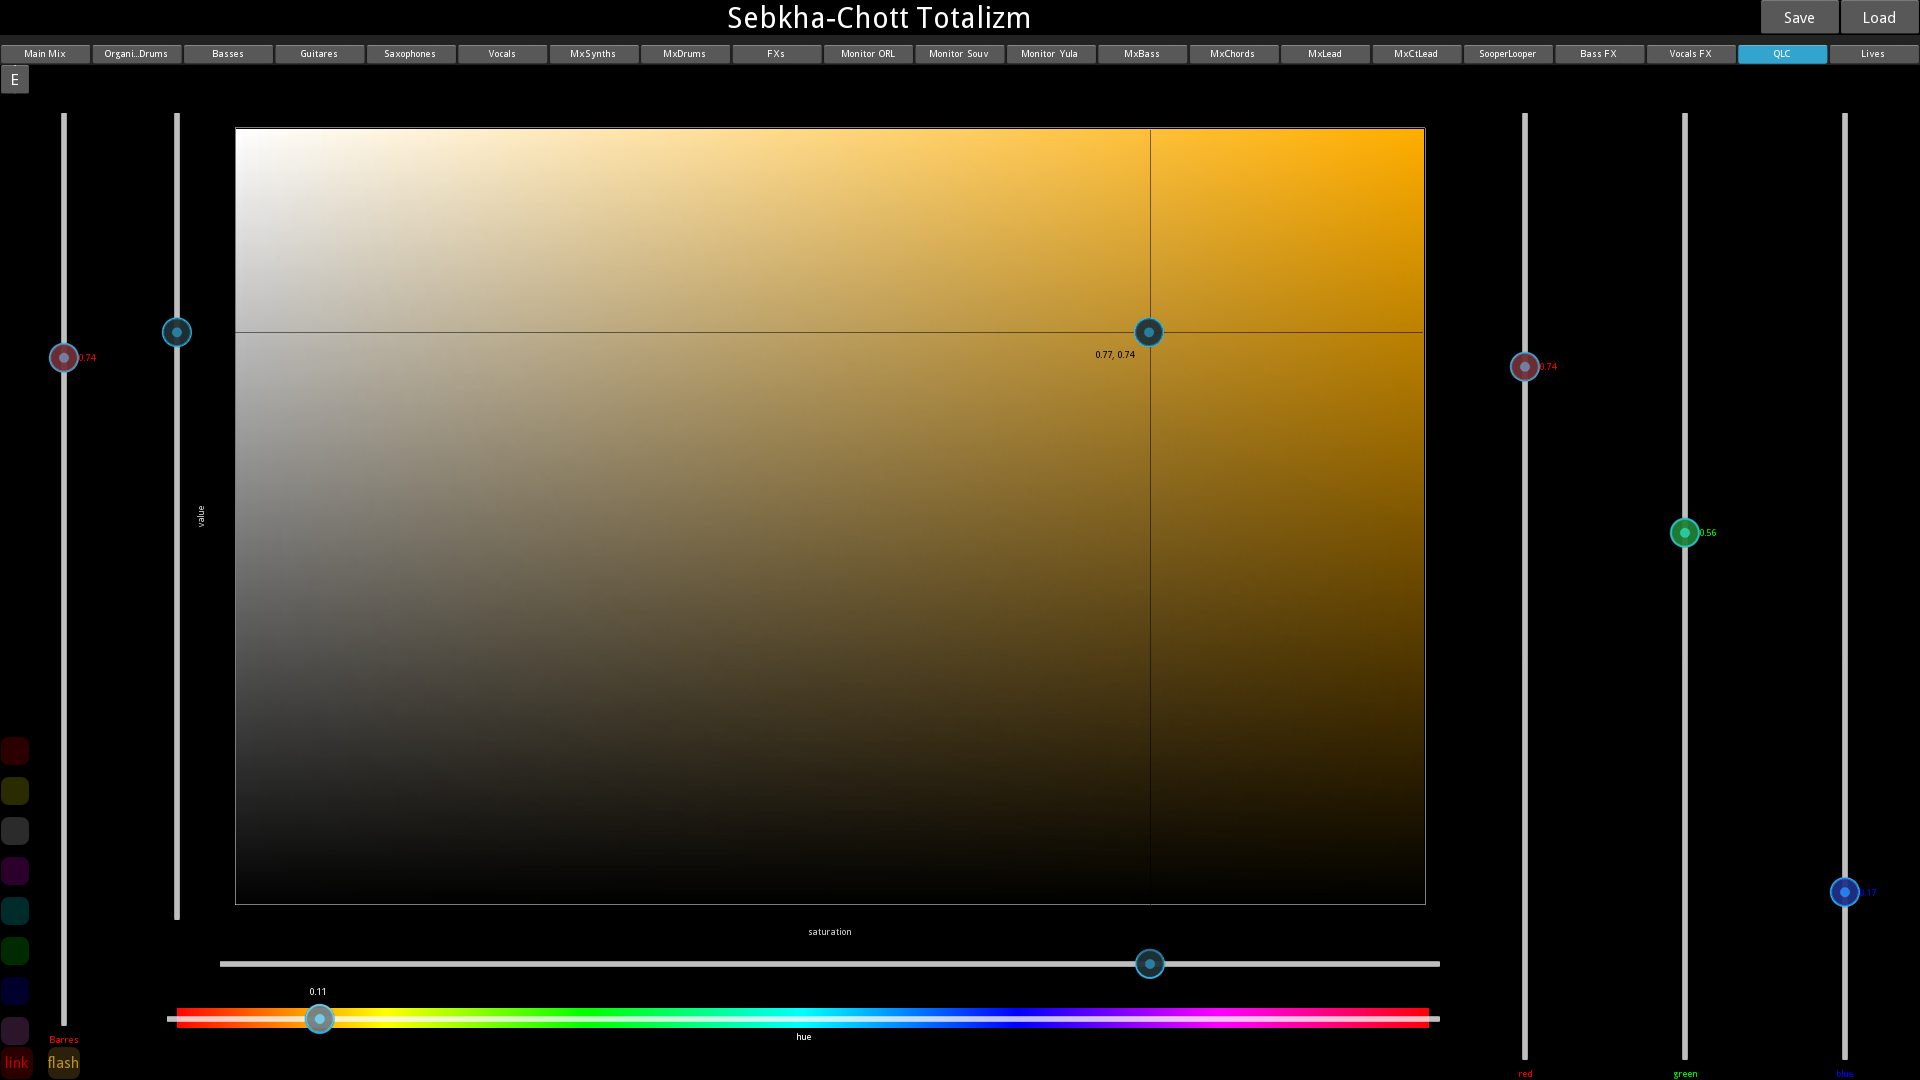 Sebkha-Chott Totalizm
Save
Load
Main Mix
Organi...Drums
Basses
Guitares
Saxophones
Vocals
MxSynths
MxDrums
FXs
Monitor ORL
Monitor Souv
Monitor Yula
MxBass
MxChords
MxLead
MxCtLead
SooperLooper
Bass FX
Vocals FX
QLC
Lives
E
0.74
value
0.77, 0.74
0.74
0.56
0.17
saturation
0.11
hue
Barres
link
flash
red
green
blue